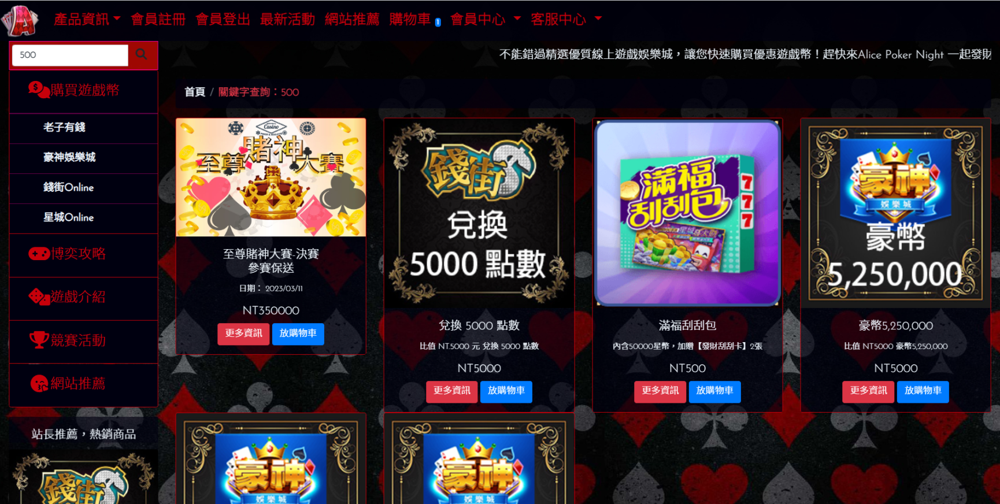 產品資訊 會員註冊 會員登出 最新活動 網站推薦 購物車 1 會員中心 客服中心
500
不能錯過精選優質線上遊戲娛樂城，讓您快速購買優惠遊戲幣！趕快來Alice Poker Night 一起發財
購買遊戲幣
老子有錢
豪神娛樂城
錢街Online
星城Online
博奕攻略
遊戲介紹
競賽活動
網站推薦
站長推薦，熱銷商品
錢街
首頁 / 關鍵字查詢：500
Casino
至尊賭神大賽
至尊賭神大賽-決賽
參賽保送
日期： 2023/03/11
NT350000
更多資訊 放購物車
錢街
兌換
5000 點數
兌換 5000 點數
比值 NT.5000 元 兌換 5000 點數
NT5000
更多資訊 放購物車
滿福
刮刮包
777
滿福刮刮包
內含50000星幣，加贈【發財刮刮卡】2張
NT500
更多資訊 放購物車
豪神
娛樂城
豪幣
5,250,000
豪幣5,250,000
比值 NT5000 豪幣5,250,000
NT5000
更多資訊 放購物車
豪神
娛樂城
豪神
娛樂城